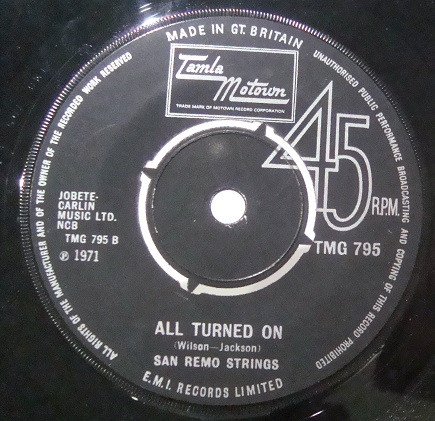 MADE IN GT. BRITAIN
UNAUTHORISED PUBLIC PERFORMANCE BROADCASTING AND COPYING OF THIS RECORD PROHIBITED
ALL RIGHTS OF THE MANUFACTURER AND OF THE OWNER OF THE RECORDED WORK RESERVED
Tamla
Motown
TRADE MARK OF MOTOWN RECORD CORPORATION
45
R.P.M.
JOBETE-
CARLIN
MUSIC LTD.
NCB
TMG 795 B
℗ 1971
TMG 795
ALL TURNED ON
(Wilson—Jackson)
SAN REMO STRINGS
E.M.I. RECORDS LIMITED